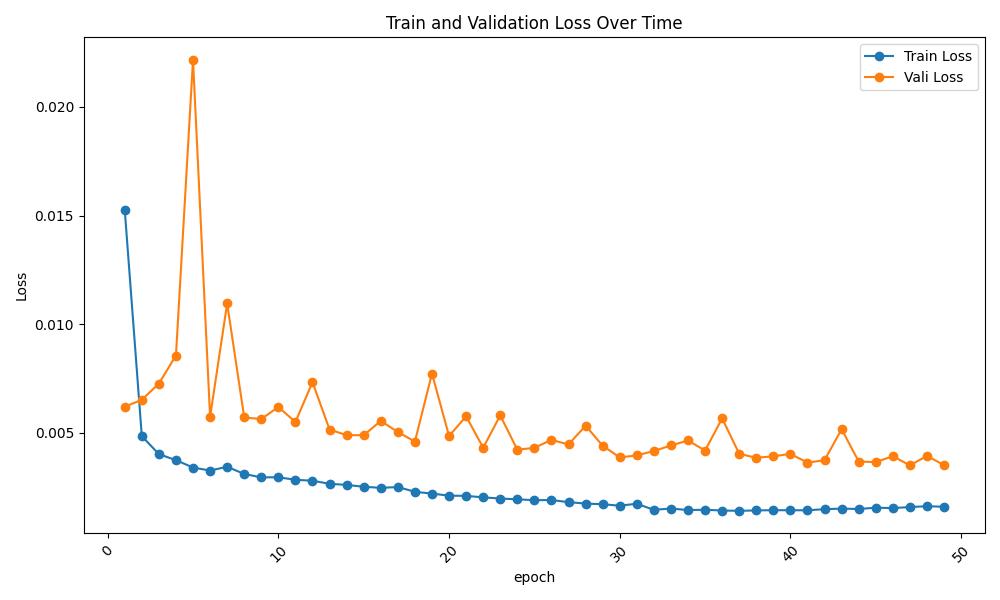 Train and Validation Loss Over Time
Train Loss
Vali Loss
0.020
0.015
0.010
0.005
Loss
0 10 20 30 40 50
epoch